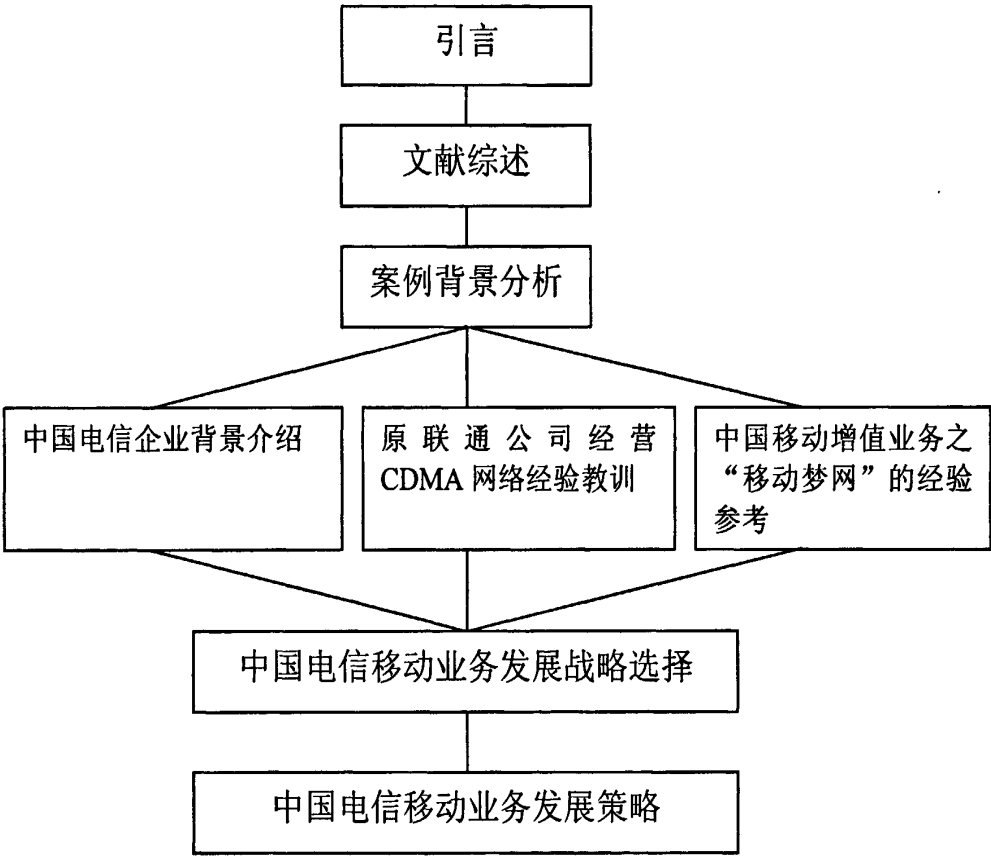 引言
文献综述
案例背景分析
中国电信企业背景介绍
原联通公司经营
CDMA 网络经验教训
中国移动增值业务之
“移动梦网”的经验
参考
中国电信移动业务发展战略选择
中国电信移动业务发展策略